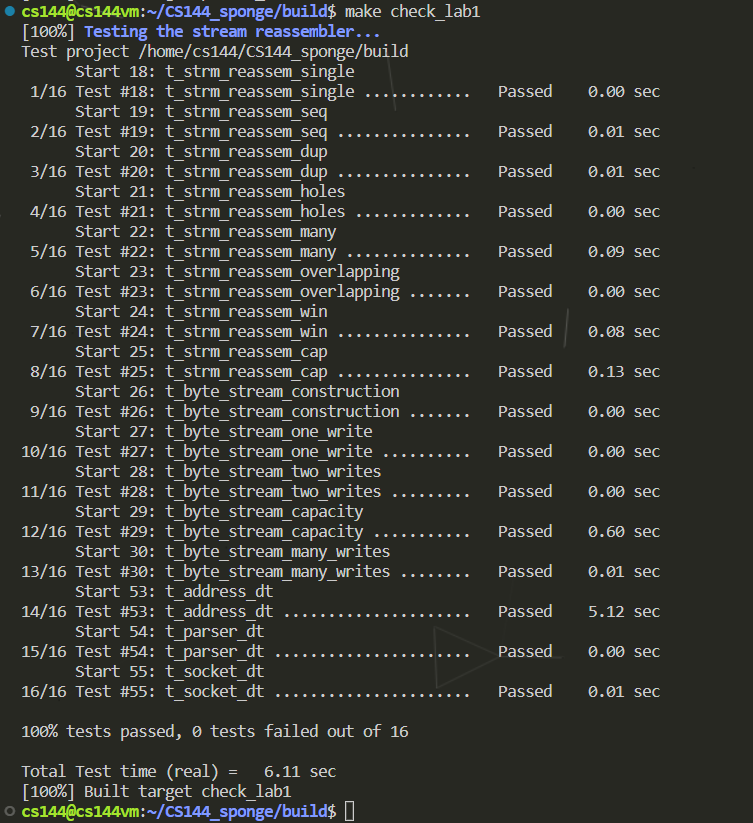 cs144@cs144vm:~/CS144_sponge/build$ make check_lab1
[100%] Testing the stream reassembler...
Test project /home/cs144/CS144_sponge/build
      Start 18: t_strm_reassem_single
 1/16 Test #18: t_strm_reassem_single ............   Passed    0.00 sec
      Start 19: t_strm_reassem_seq
 2/16 Test #19: t_strm_reassem_seq ...............   Passed    0.01 sec
      Start 20: t_strm_reassem_dup
 3/16 Test #20: t_strm_reassem_dup ...............   Passed    0.01 sec
      Start 21: t_strm_reassem_holes
 4/16 Test #21: t_strm_reassem_holes .............   Passed    0.00 sec
      Start 22: t_strm_reassem_many
 5/16 Test #22: t_strm_reassem_many ..............   Passed    0.09 sec
      Start 23: t_strm_reassem_overlapping
 6/16 Test #23: t_strm_reassem_overlapping .......   Passed    0.00 sec
      Start 24: t_strm_reassem_win
 7/16 Test #24: t_strm_reassem_win ...............   Passed    0.08 sec
      Start 25: t_strm_reassem_cap
 8/16 Test #25: t_strm_reassem_cap ...............   Passed    0.13 sec
      Start 26: t_byte_stream_construction
 9/16 Test #26: t_byte_stream_construction .......   Passed    0.00 sec
      Start 27: t_byte_stream_one_write
10/16 Test #27: t_byte_stream_one_write ..........   Passed    0.00 sec
      Start 28: t_byte_stream_two_writes
11/16 Test #28: t_byte_stream_two_writes .........   Passed    0.00 sec
      Start 29: t_byte_stream_capacity
12/16 Test #29: t_byte_stream_capacity ...........   Passed    0.60 sec
      Start 30: t_byte_stream_many_writes
13/16 Test #30: t_byte_stream_many_writes ........   Passed    0.01 sec
      Start 53: t_address_dt
14/16 Test #53: t_address_dt .....................   Passed    5.12 sec
      Start 54: t_parser_dt
15/16 Test #54: t_parser_dt ......................   Passed    0.00 sec
      Start 55: t_socket_dt
16/16 Test #55: t_socket_dt ......................   Passed    0.01 sec

100% tests passed, 0 tests failed out of 16

Total Test time (real) =   6.11 sec
[100%] Built target check_lab1
cs144@cs144vm:~/CS144_sponge/build$